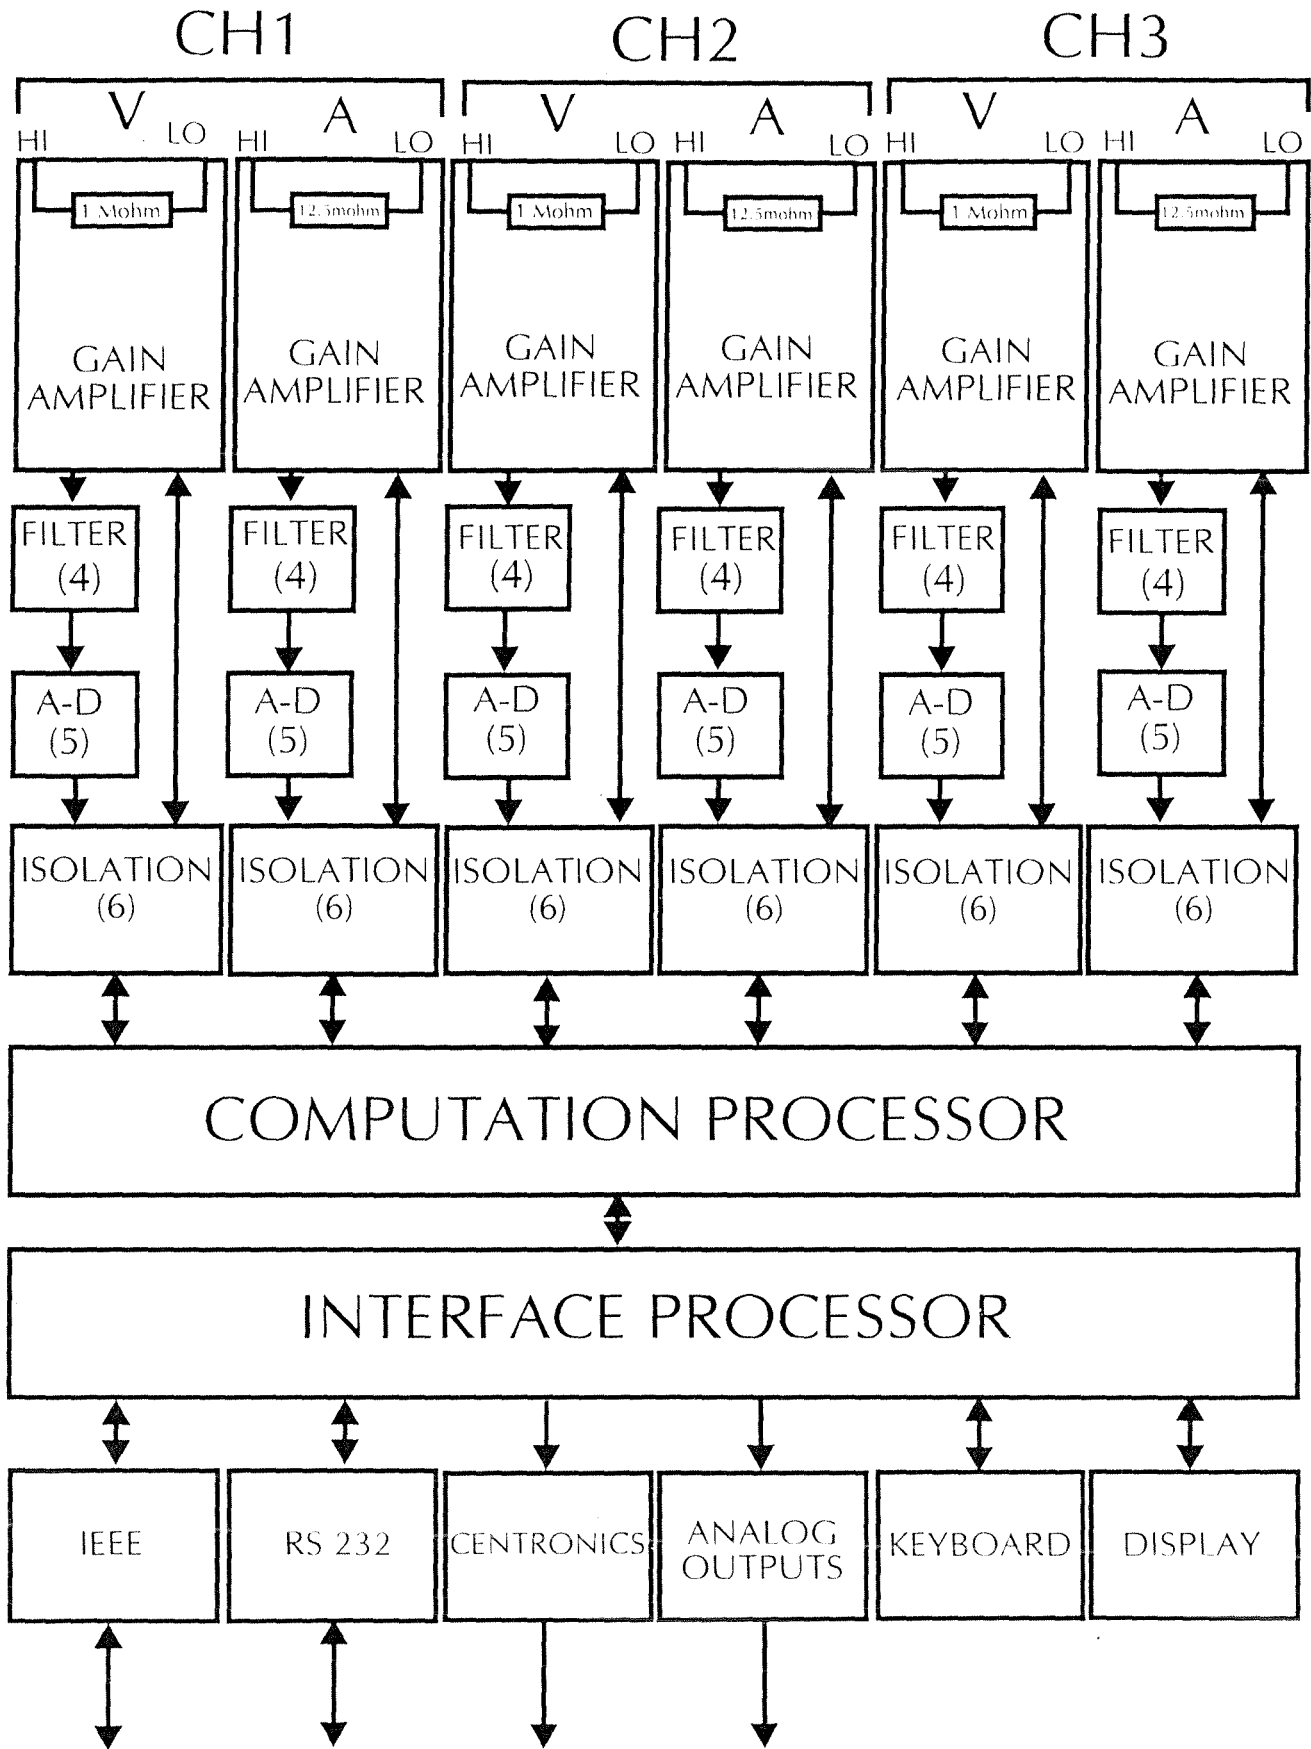 CH1 CH2 CH3
V A V A V A
HI LO HI LO HI LO HI LO HI LO HI LO
1 Mohm 12.5mohm 1 Mohm 12.5mohm 1 Mohm 12.5mohm
GAIN GAIN GAIN GAIN GAIN GAIN
AMPLIFIER AMPLIFIER AMPLIFIER AMPLIFIER AMPLIFIER AMPLIFIER
FILTER FILTER FILTER FILTER FILTER FILTER
(4) (4) (4) (4) (4) (4)
A-D A-D A-D A-D A-D A-D
(5) (5) (5) (5) (5) (5)
ISOLATION ISOLATION ISOLATION ISOLATION ISOLATION ISOLATION
(6) (6) (6) (6) (6) (6)
COMPUTATION PROCESSOR
INTERFACE PROCESSOR
IEEE RS 232 CENTRONICS ANALOG KEYBOARD DISPLAY
OUTPUTS